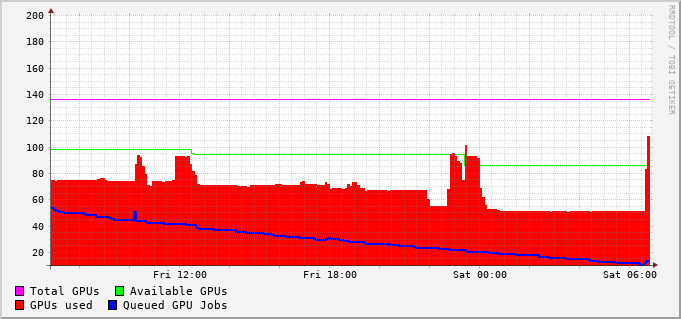 200
180
160
140
120
100
80
60
40
20
Fri 12:00 Fri 18:00 Sat 00:00 Sat 06:00
Total GPUs Available GPUs
GPUs used Queued GPU Jobs
RRDTOOL / TOBI OETIKER